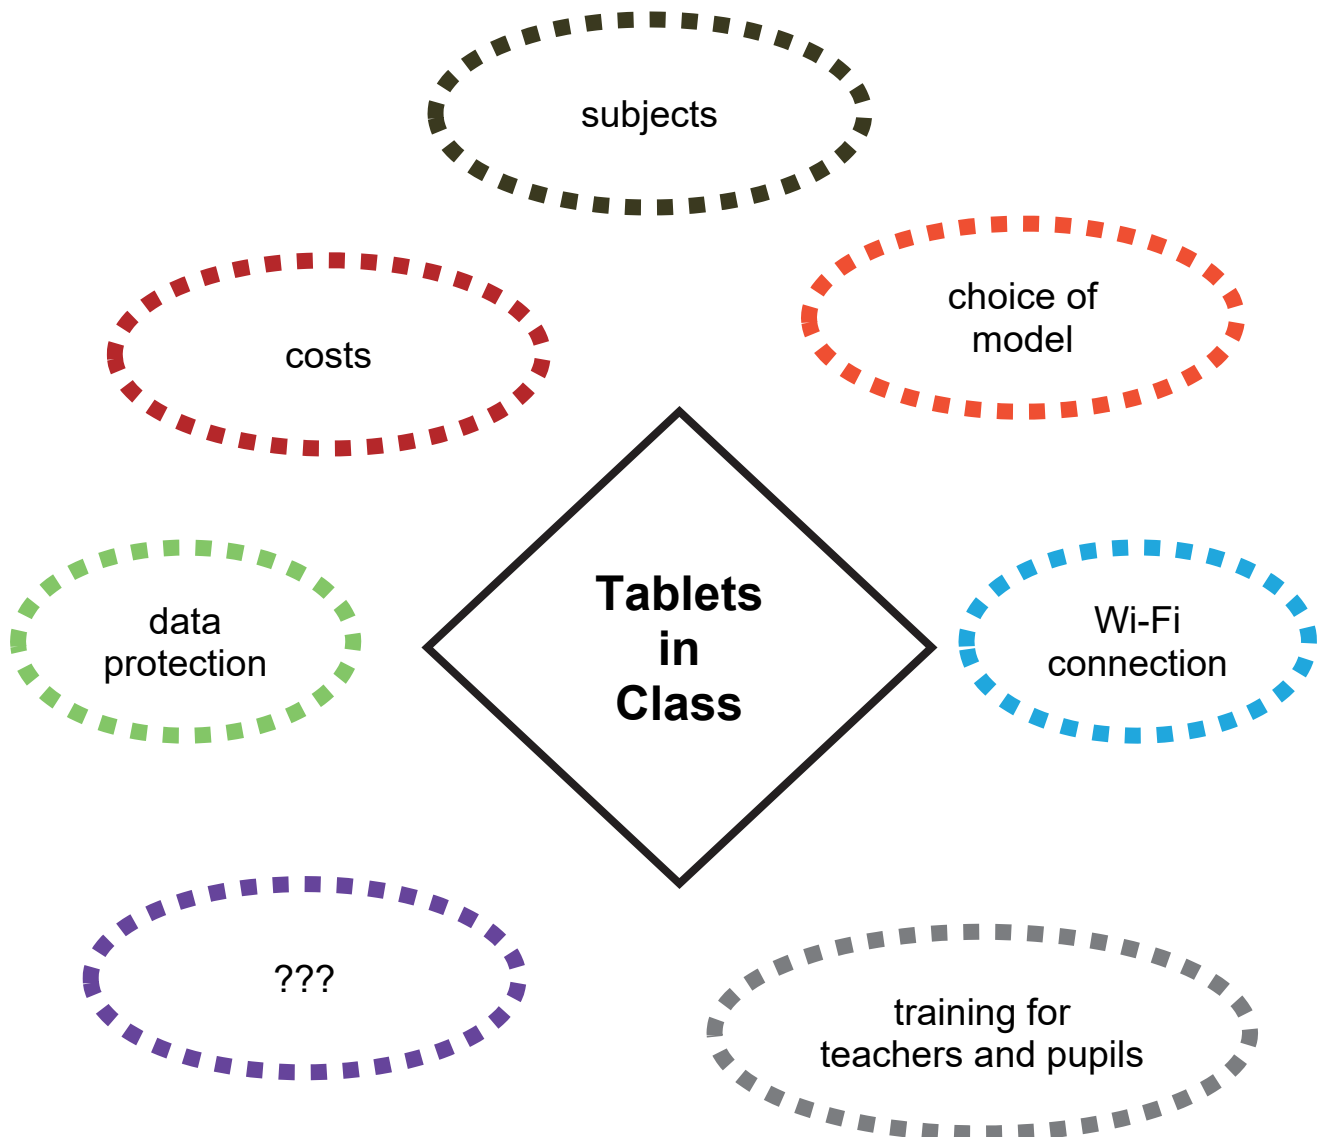 subjects
choice of
model
costs
Tablets
in
Class
data
protection
Wi-Fi
connection
???
training for
teachers and pupils